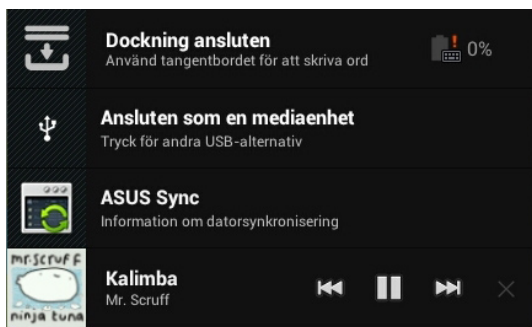 Dockning ansluten
Använd tangentbordet för att skriva ord
0%
Ansluten som en mediaenhet
Tryck för andra USB-alternativ
ASUS Sync
Information om datorsynkronisering
mr.scruff
ninja tuna
Kalimba
Mr. Scruff